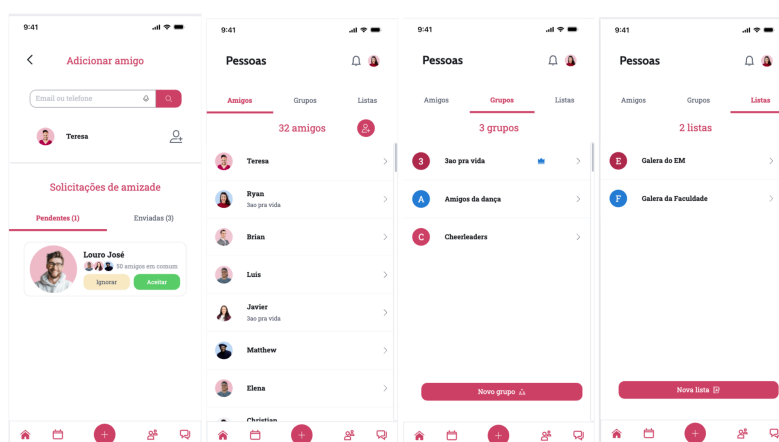 9:41
Adicionar amigo
Email ou telefone
Teresa
Solicitações de amizade
Pendentes (1)
Enviadas (3)
Louro José
50 amigos em comum
Ignorar
Aceitar
9:41
Pessoas
Amigos
Grupos
Listas
32 amigos
Teresa
Ryan
3ao pra vida
Brian
Luis
Javier
3ao pra vida
Matthew
Elena
Christian
9:41
Pessoas
Amigos
Grupos
Listas
3 grupos
3
3ao pra vida
A
Amigos da dança
C
Cheerleaders
Novo grupo
9:41
Pessoas
Amigos
Grupos
Listas
2 listas
E
Galera do EM
F
Galera da Faculdade
Nova lista